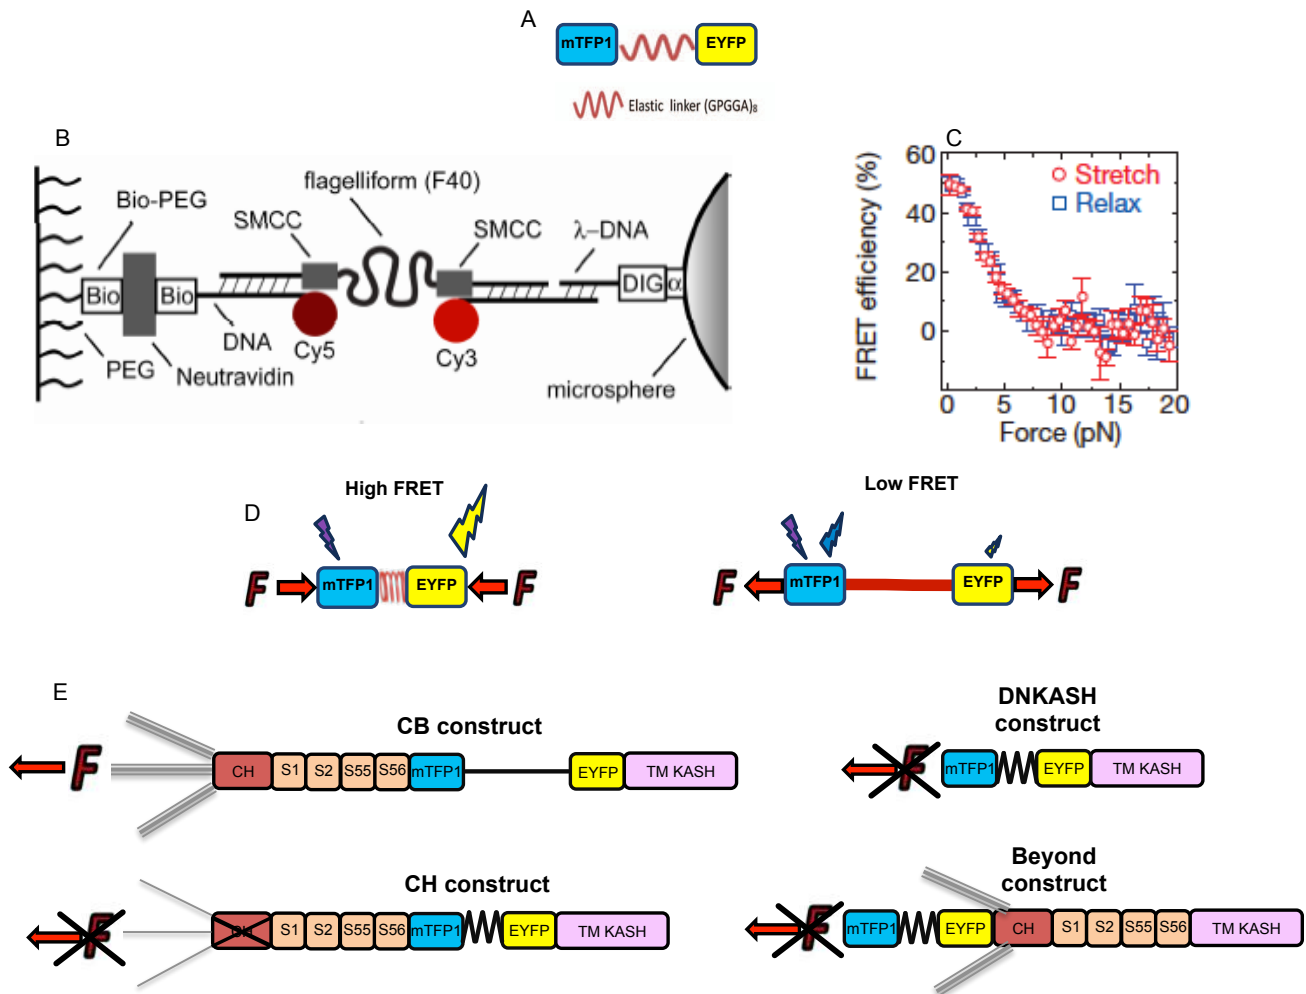 A
mTFP1
EYFP
Elastic linker (GPGGA)8
B
Bio-PEG
SMCC
flagelliform (F40)
SMCC
λ–DNA
Bio
Bio
DIG
α
PEG
Neutravidin
DNA
Cy5
Cy3
microsphere
C
FRET efficiency (%)
60
40
20
0
Stretch
Relax
0 5 10 15 20
Force (pN)
D
High FRET
F mTFP1 EYFP F
Low FRET
F mTFP1 EYFP F
E
CB construct
F CH S1 S2 S55 S56 mTFP1 EYFP TM KASH
DNKASH
construct
F mTFP1 EYFP TM KASH
CH construct
F CH S1 S2 S55 S56 mTFP1 EYFP TM KASH
Beyond
construct
F mTFP1 EYFP CH S1 S2 S55 S56 TM KASH